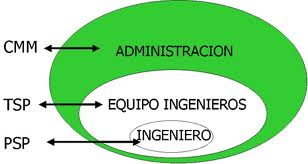 CMM ADMINISTRACION
TSP EQUIPO INGENIEROS
PSP INGENIERO